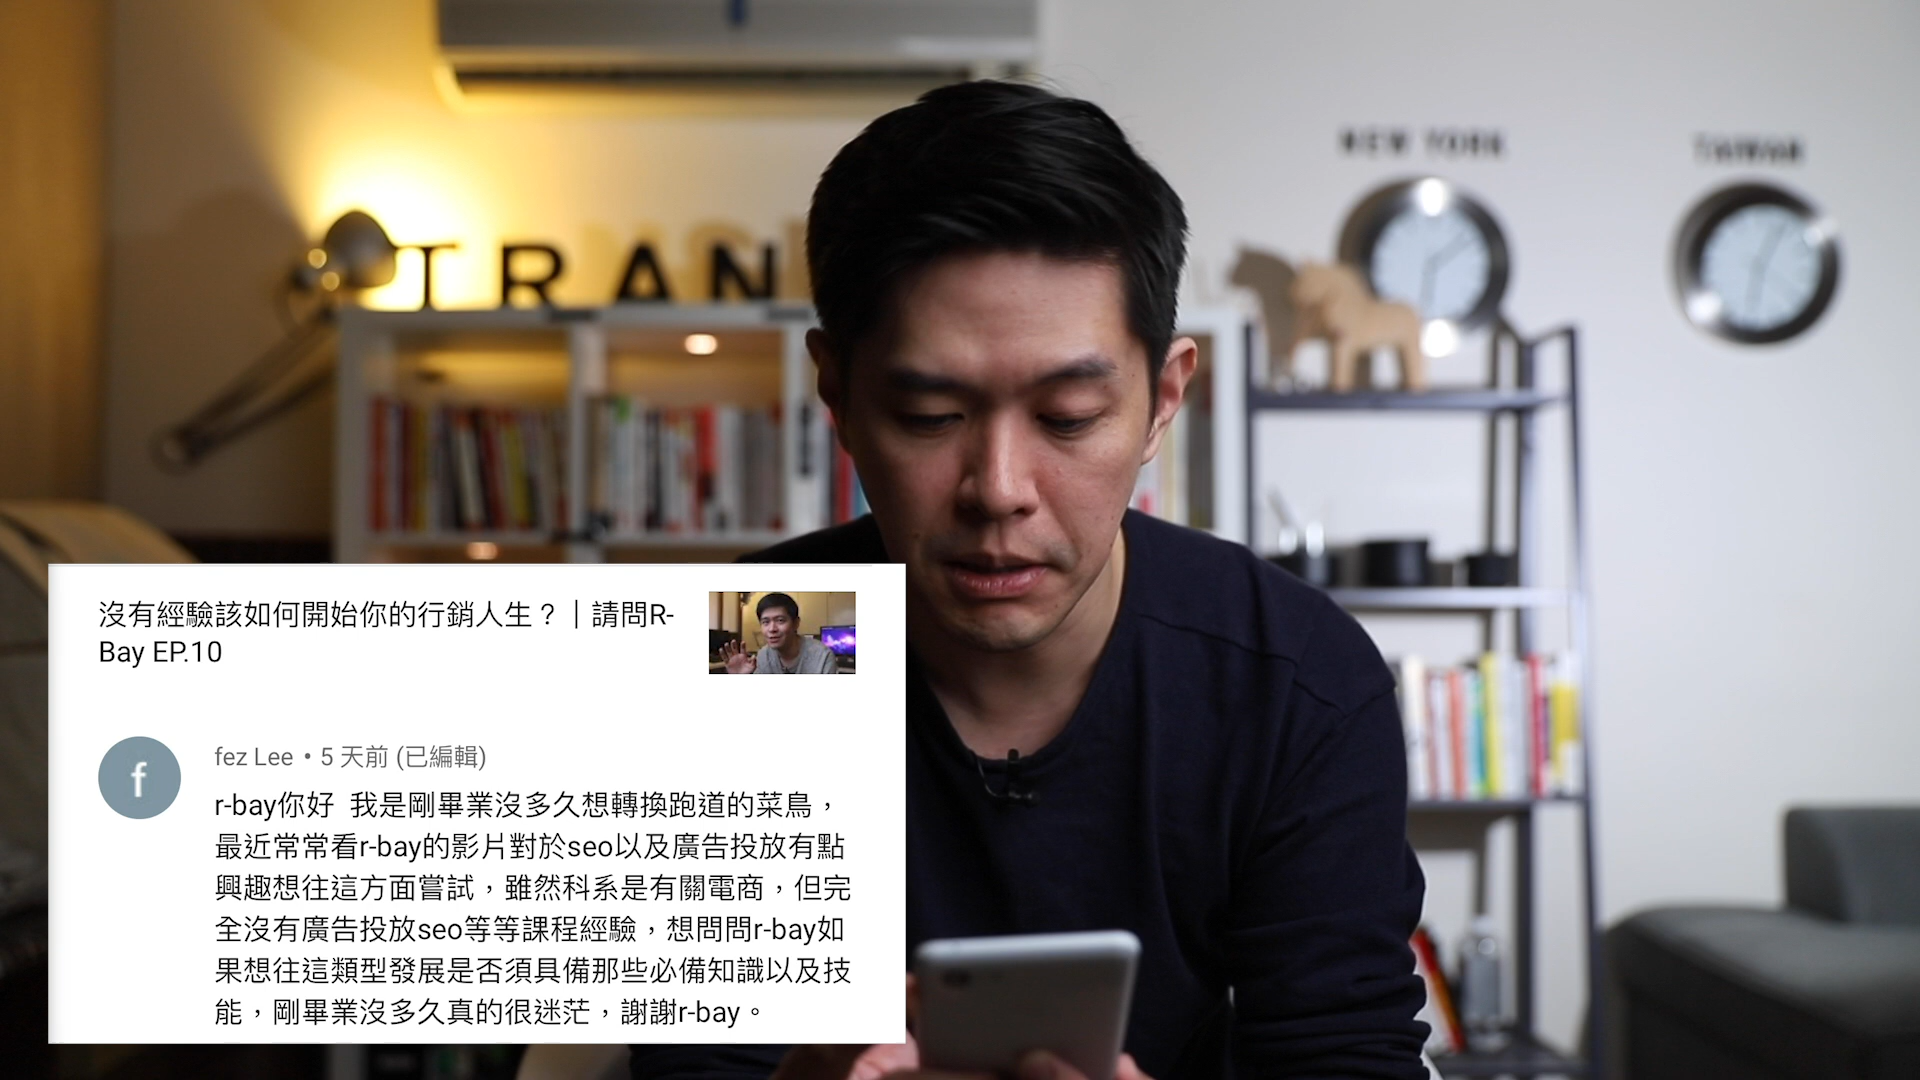 TRAN
NEW YORK
TAIWAN
沒有經驗該如何開始你的行銷人生？｜請問R-
Bay EP.10
f
fez Lee • 5 天前 (已編輯)
r-bay你好 我是剛畢業沒多久想轉換跑道的菜鳥，
最近常常看r-bay的影片對於seo以及廣告投放有點
興趣想往這方面嘗試，雖然科系是有關電商，但完
全沒有廣告投放seo等等課程經驗，想問問r-bay如
果想往這類型發展是否須具備那些必備知識以及技
能，剛畢業沒多久真的很迷茫，謝謝r-bay。